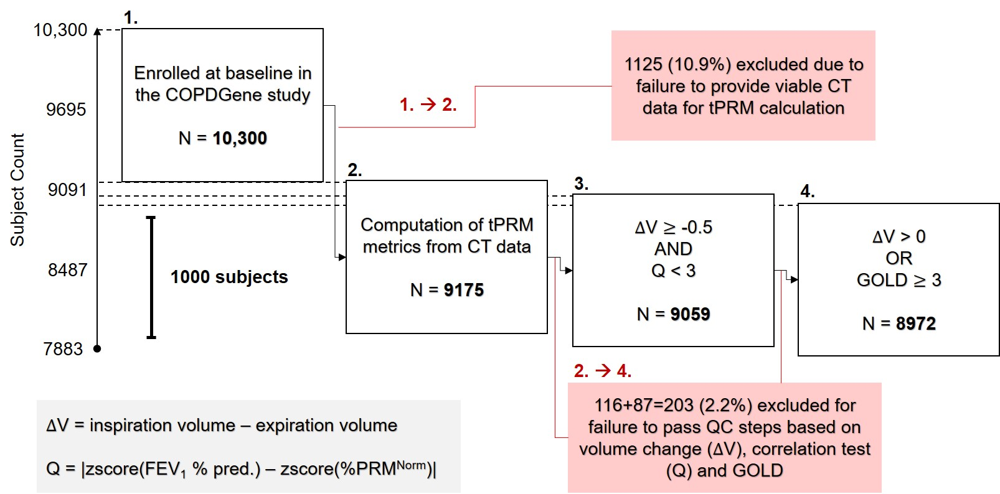 1.
10,300
Enrolled at baseline in
the COPDGene study
N = 10,300
9695
1. → 2.
1125 (10.9%) excluded due to
failure to provide viable CT
data for tPRM calculation
Subject Count
9091
8487
7883
1000 subjects
2.
Computation of tPRM
metrics from CT data
N = 9175
3.
ΔV ≥ -0.5
AND
Q < 3
N = 9059
4.
ΔV > 0
OR
GOLD ≥ 3
N = 8972
2. → 4.
116+87=203 (2.2%) excluded for
failure to pass QC steps based on
volume change (ΔV), correlation test
(Q) and GOLD
ΔV = inspiration volume – expiration volume
Q = |zscore(FEV₁ % pred.) – zscore(%PRMᴺᵒʳᵐ)|